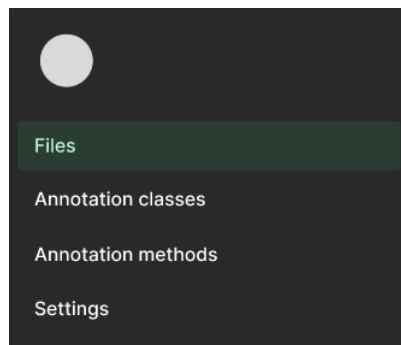 Files
Annotation classes
Annotation methods
Settings